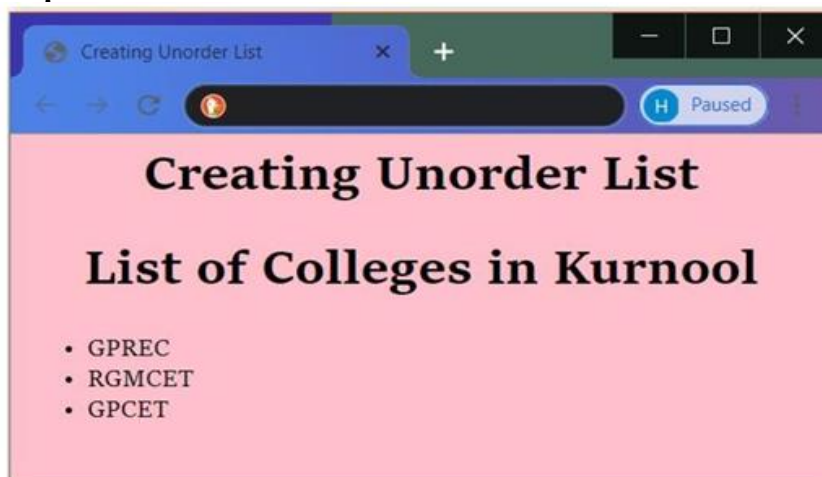 Creating Unorder List
H Paused
Creating Unorder List
List of Colleges in Kurnool
• GPREC
• RGMCET
• GPCET